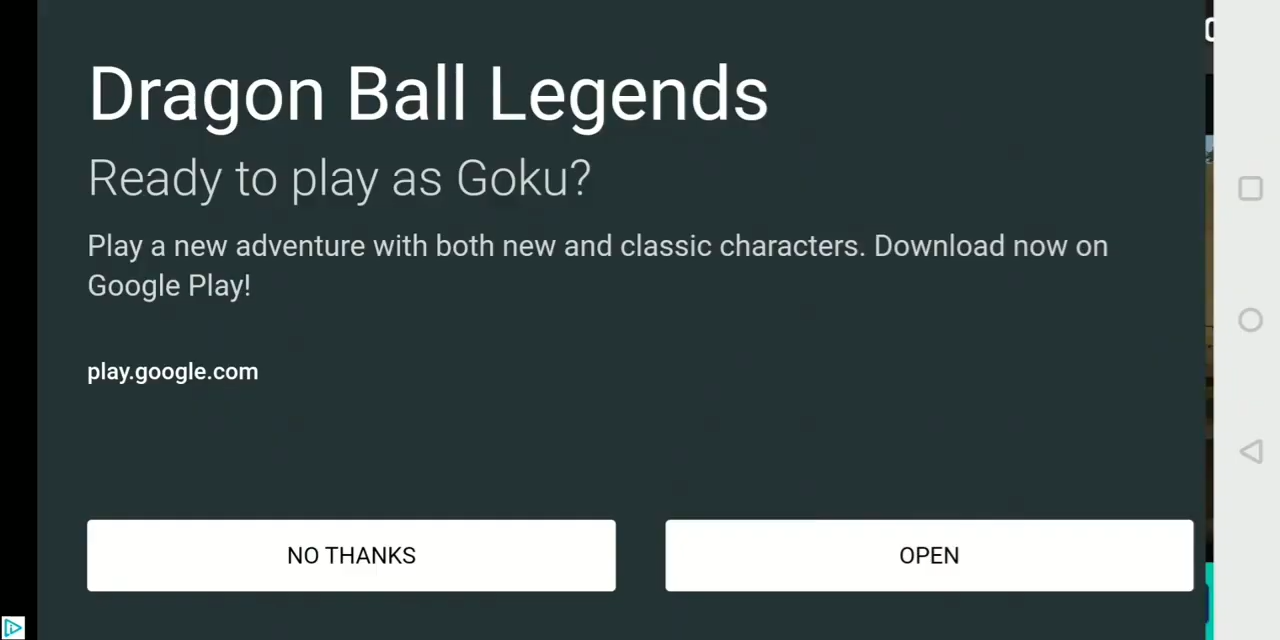 Dragon Ball Legends
Ready to play as Goku?
Play a new adventure with both new and classic characters. Download now on
Google Play!
play.google.com
NO THANKS
OPEN